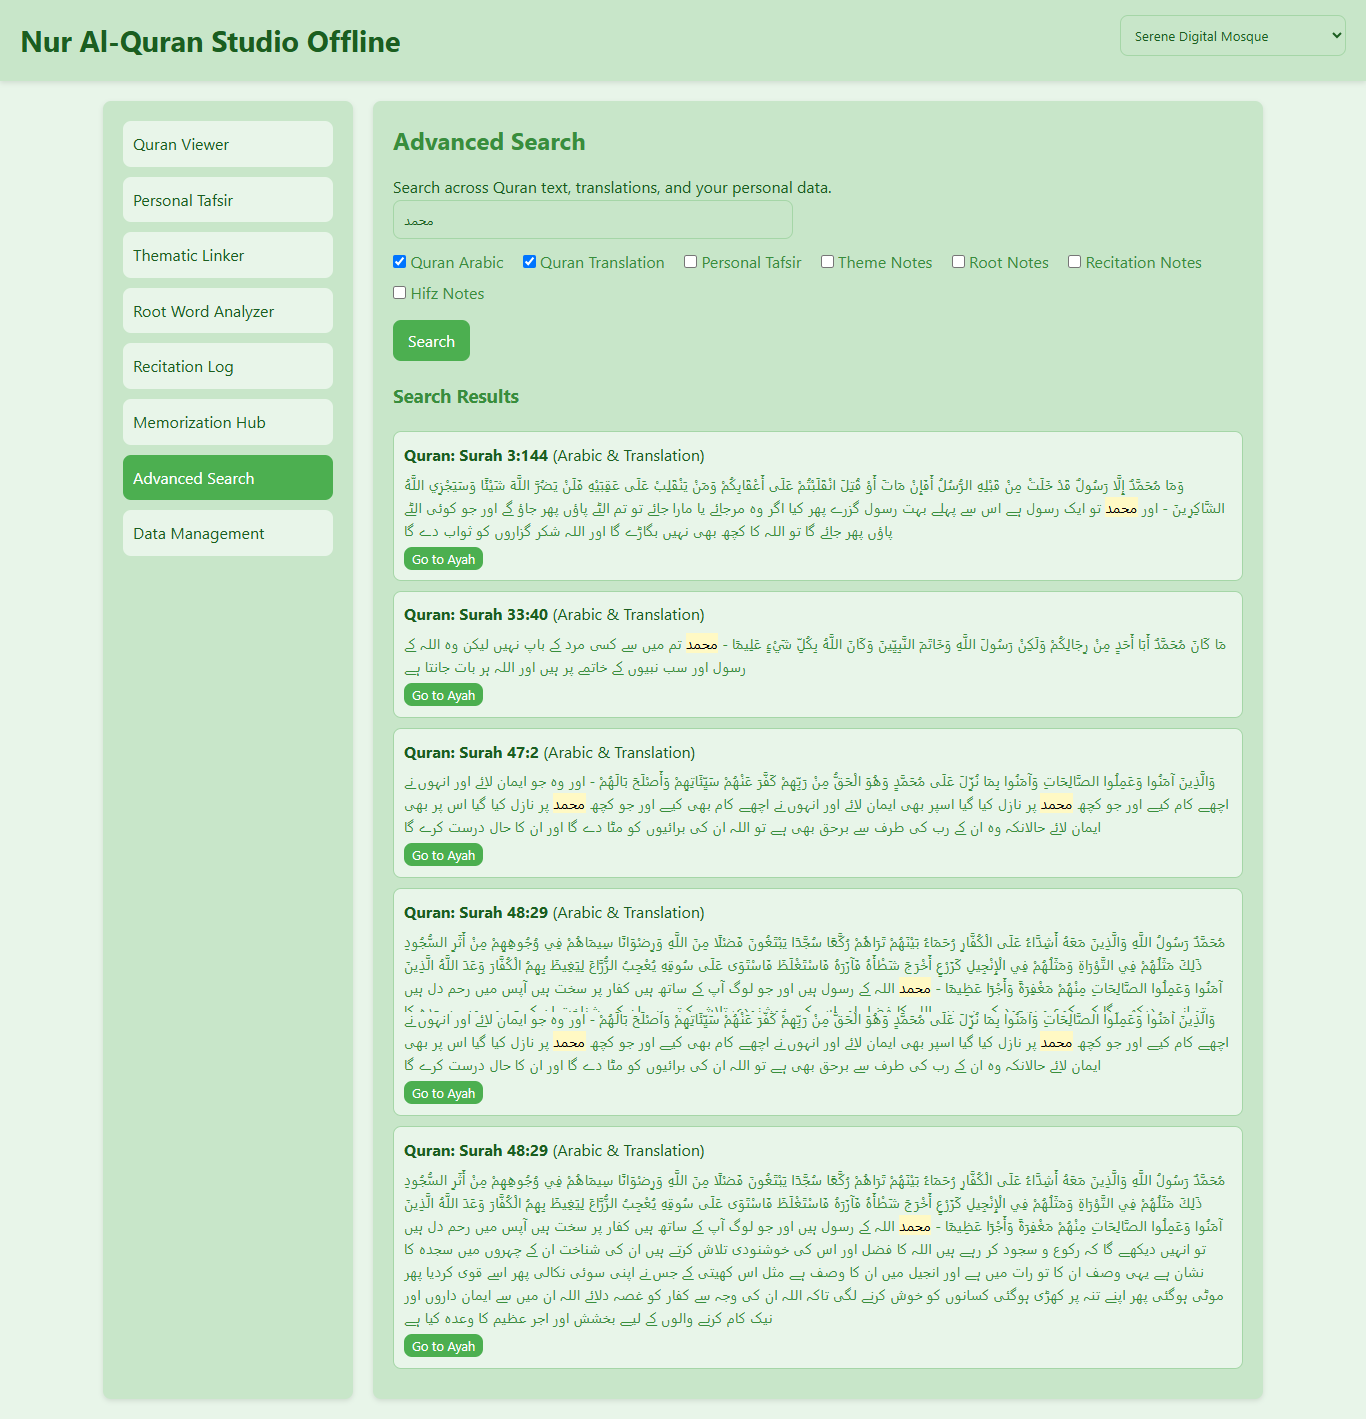 Nur Al-Quran Studio Offline
Serene Digital Mosque
Quran Viewer
Personal Tafsir
Thematic Linker
Root Word Analyzer
Recitation Log
Memorization Hub
Advanced Search
Data Management
Advanced Search
Search across Quran text, translations, and your personal data.
محمد
Quran Arabic Quran Translation Personal Tafsir Theme Notes Root Notes Recitation Notes
Hifz Notes
Search
Search Results
Quran: Surah 3:144 (Arabic & Translation)
وَمَا مُحَمَّدٌ إِلَّا رَسُولٌ قَدْ خَلَتْ مِنْ قَبْلِهِ الرُّسُلُ أَفَإِنْ مَاتَ أَوْ قُتِلَ انْقَلَبْتُمْ عَلَى أَعْقَابِكُمْ وَمَنْ يَنْقَلِبْ عَلَى عَقِبَيْهِ فَلَنْ يَضُرَّ اللَّهَ شَيْئًا وَسَيَجْزِي اللَّهُ
الشَّاكِرِينَ - اور محمد تو ایک رسول ہے اس سے پہلے بہت رسول گزرے پھر کیا اگر وہ مرجائے یا مارا جائے تو تم الٹے پاؤں پھر جاؤ گے اور جو کوئی الٹے
پاؤں پھر جائے گا تو اللہ کا کچھ بھی نہیں بگاڑے گا اور اللہ شکر گزاروں کو ثواب دے گا
Go to Ayah
Quran: Surah 33:40 (Arabic & Translation)
مَا كَانَ مُحَمَّدٌ أَبَا أَحَدٍ مِنْ رِجَالِكُمْ وَلَكِنْ رَسُولَ اللَّهِ وَخَاتَمَ النَّبِيِّينَ وَكَانَ اللَّهُ بِكُلِّ شَيْءٍ عَلِيمًا - محمد تم میں سے کسی مرد کے باپ نہیں لیکن وہ اللہ کے
رسول اور سب نبیوں کے خاتمے پر ہیں اور اللہ ہر بات جانتا ہے
Go to Ayah
Quran: Surah 47:2 (Arabic & Translation)
وَالَّذِينَ آمَنُوا وَعَمِلُوا الصَّالِحَاتِ وَآمَنُوا بِمَا نُزِّلَ عَلَى مُحَمَّدٍ وَهُوَ الْحَقُّ مِنْ رَبِّهِمْ كَفَّرَ عَنْهُمْ سَيِّئَاتِهِمْ وَأَصْلَحَ بَالَهُمْ - اور وہ جو ایمان لائے اور انہوں نے
اچھے کام کیے اور جو کچھ محمد پر نازل کیا گیا اسپر بھی ایمان لائے اور انہوں نے اچھے کام بھی کیے اور جو کچھ محمد پر نازل کیا گیا اس پر بھی
ایمان لائے حالانکہ وہ ان کے رب کی طرف سے برحق بھی ہے تو اللہ ان کی برائیوں کو مٹا دے گا اور ان کا حال درست کرے گا
Go to Ayah
Quran: Surah 48:29 (Arabic & Translation)
مُحَمَّدٌ رَسُولُ اللَّهِ وَالَّذِينَ مَعَهُ أَشِدَّاءُ عَلَى الْكُفَّارِ رُحَمَاءُ بَيْنَهُمْ تَرَاهُمْ رُكَّعًا سُجَّدًا يَبْتَغُونَ فَضْلًا مِنَ اللَّهِ وَرِضْوَانًا سِيمَاهُمْ فِي وُجُوهِهِمْ مِنْ أَثَرِ السُّجُودِ
ذَلِكَ مَثَلُهُمْ فِي التَّوْرَاةِ وَمَثَلُهُمْ فِي الْإِنْجِيلِ كَزَرْعٍ أَخْرَجَ شَطْأَهُ فَآزَرَهُ فَاسْتَغْلَظَ فَاسْتَوَى عَلَى سُوقِهِ يُعْجِبُ الزُّرَّاعَ لِيَغِيظَ بِهِمُ الْكُفَّارَ وَعَدَ اللَّهُ الَّذِينَ
آمَنُوا وَعَمِلُوا الصَّالِحَاتِ مِنْهُمْ مَغْفِرَةً وَأَجْرًا عَظِيمًا - محمد اللہ کے رسول ہیں اور جو لوگ آپ کے ساتھ ہیں کفار پر سخت ہیں آپس میں رحم دل ہیں
وَالَّذِينَ آمَنُوا وَعَمِلُوا الصَّالِحَاتِ وَآمَنُوا بِمَا نُزِّلَ عَلَى مُحَمَّدٍ وَهُوَ الْحَقُّ مِنْ رَبِّهِمْ كَفَّرَ عَنْهُمْ سَيِّئَاتِهِمْ وَأَصْلَحَ بَالَهُمْ - اور وہ جو ایمان لائے اور انہوں نے
اچھے کام کیے اور جو کچھ محمد پر نازل کیا گیا اسپر بھی ایمان لائے اور انہوں نے اچھے کام بھی کیے اور جو کچھ محمد پر نازل کیا گیا اس پر بھی
ایمان لائے حالانکہ وہ ان کے رب کی طرف سے برحق بھی ہے تو اللہ ان کی برائیوں کو مٹا دے گا اور ان کا حال درست کرے گا
Go to Ayah
Quran: Surah 48:29 (Arabic & Translation)
مُحَمَّدٌ رَسُولُ اللَّهِ وَالَّذِينَ مَعَهُ أَشِدَّاءُ عَلَى الْكُفَّارِ رُحَمَاءُ بَيْنَهُمْ تَرَاهُمْ رُكَّعًا سُجَّدًا يَبْتَغُونَ فَضْلًا مِنَ اللَّهِ وَرِضْوَانًا سِيمَاهُمْ فِي وُجُوهِهِمْ مِنْ أَثَرِ السُّجُودِ
ذَلِكَ مَثَلُهُمْ فِي التَّوْرَاةِ وَمَثَلُهُمْ فِي الْإِنْجِيلِ كَزَرْعٍ أَخْرَجَ شَطْأَهُ فَآزَرَهُ فَاسْتَغْلَظَ فَاسْتَوَى عَلَى سُوقِهِ يُعْجِبُ الزُّرَّاعَ لِيَغِيظَ بِهِمُ الْكُفَّارَ وَعَدَ اللَّهُ الَّذِينَ
آمَنُوا وَعَمِلُوا الصَّالِحَاتِ مِنْهُمْ مَغْفِرَةً وَأَجْرًا عَظِيمًا - محمد اللہ کے رسول ہیں اور جو لوگ آپ کے ساتھ ہیں کفار پر سخت ہیں آپس میں رحم دل ہیں
تو انہیں دیکھے گا کہ رکوع و سجود کر رہے ہیں اللہ کا فضل اور اس کی خوشنودی تلاش کرتے ہیں ان کی شناخت ان کے چہروں میں سجدہ کا
نشان ہے یہی وصف ان کا تو رات میں ہے اور انجیل میں ان کا وصف ہے مثل اس کھیتی کے جس نے اپنی سوئی نکالی پھر اسے قوی کردیا پھر
موٹی ہوگئی پھر اپنے تنہ پر کھڑی ہوگئی کسانوں کو خوش کرنے لگی تاکہ اللہ ان کی وجہ سے کفار کو غصہ دلائے اللہ ان میں سے ایمان داروں اور
نیک کام کرنے والوں کے لیے بخشش اور اجر عظیم کا وعدہ کیا ہے
Go to Ayah